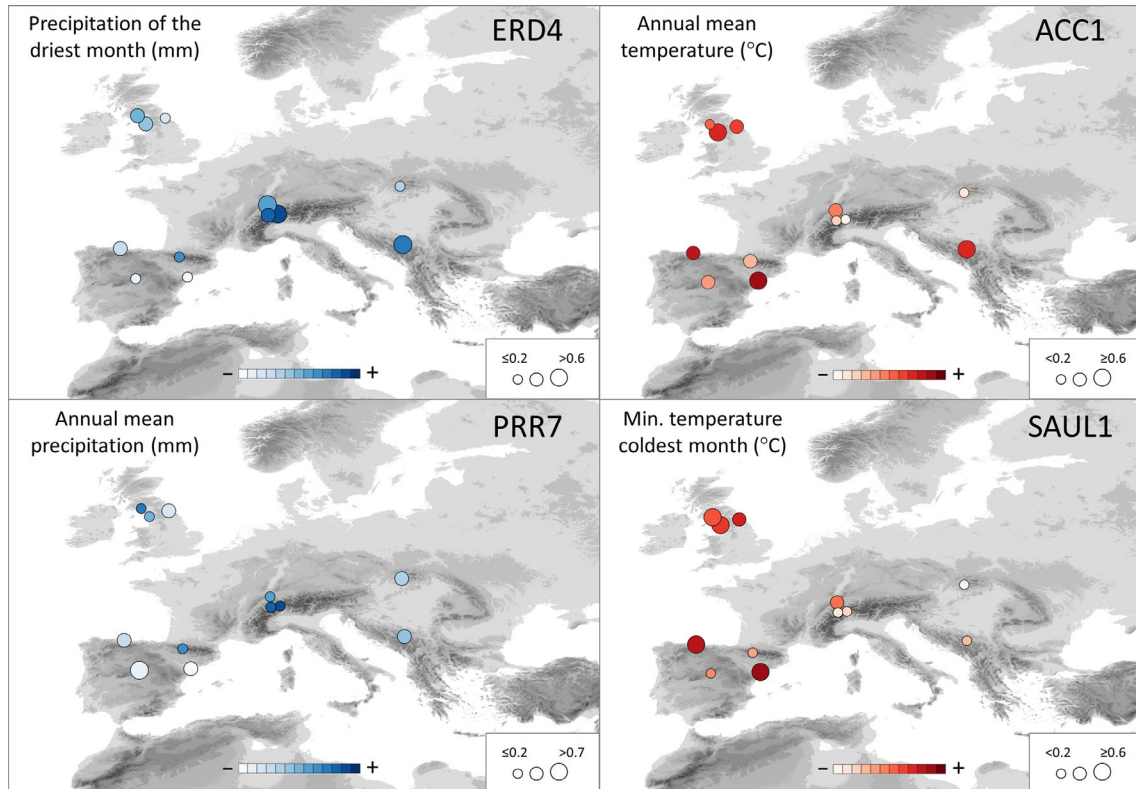 Precipitation of the
driest month (mm)
ERD4
≤0.2 >0.6
− +
Annual mean
temperature (°C)
ACC1
<0.2 ≥0.6
− +
Annual mean
precipitation (mm)
PRR7
≤0.2 >0.7
− +
Min. temperature
coldest month (°C)
SAUL1
<0.2 ≥0.6
− +